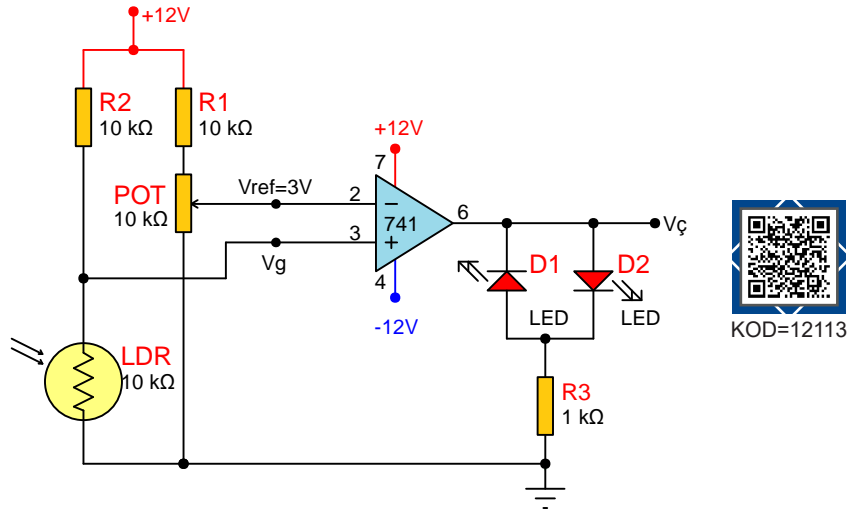 +12V
R2
10 kΩ
R1
10 kΩ
+12V
7
POT
10 kΩ
Vref=3V
2
−
741
6
Vç
3
+
Vg
4
-12V
D1
D2
LED
LED
LDR
10 kΩ
R3
1 kΩ
KOD=12113